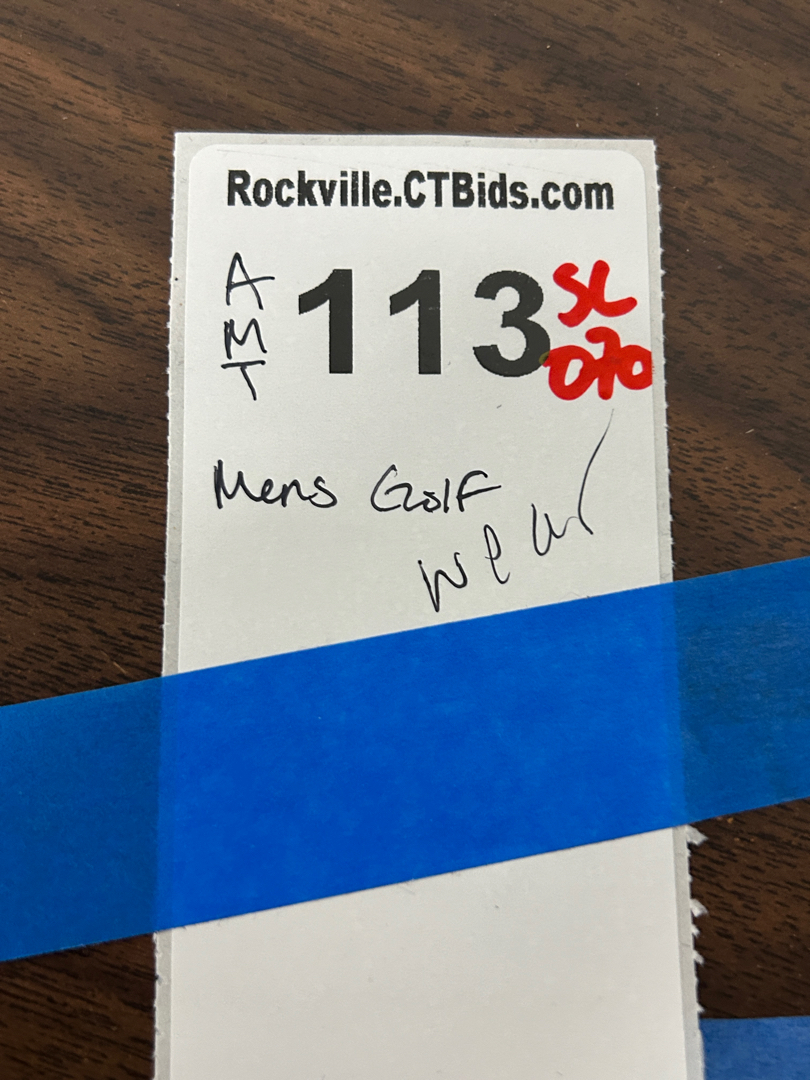 Rockville.CTBids.com
AMT
113
SL
070
Mens Golf
wear